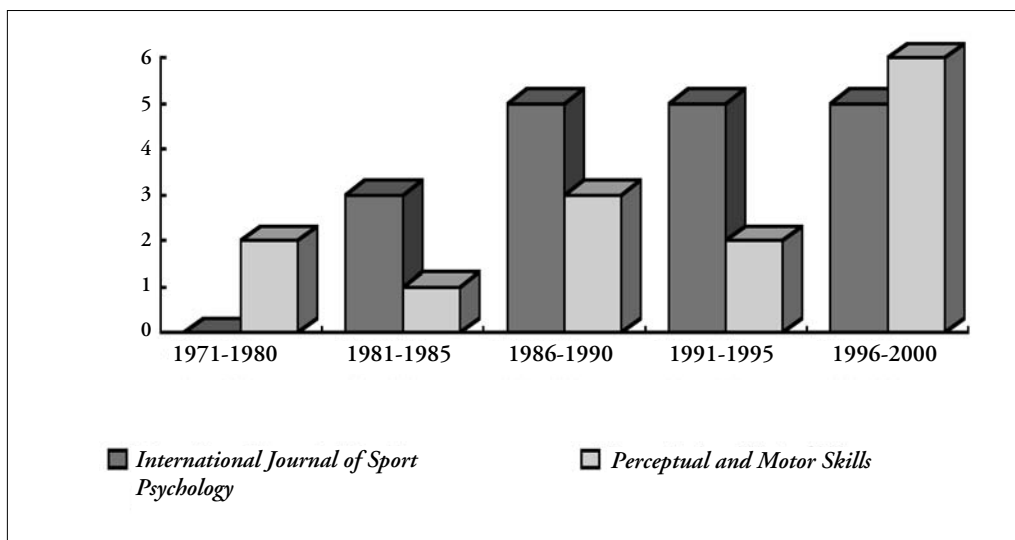 6
5
4
3
2
1
0
1971-1980 1981-1985 1986-1990 1991-1995 1996-2000
International Journal of Sport Perceptual and Motor Skills
Psychology